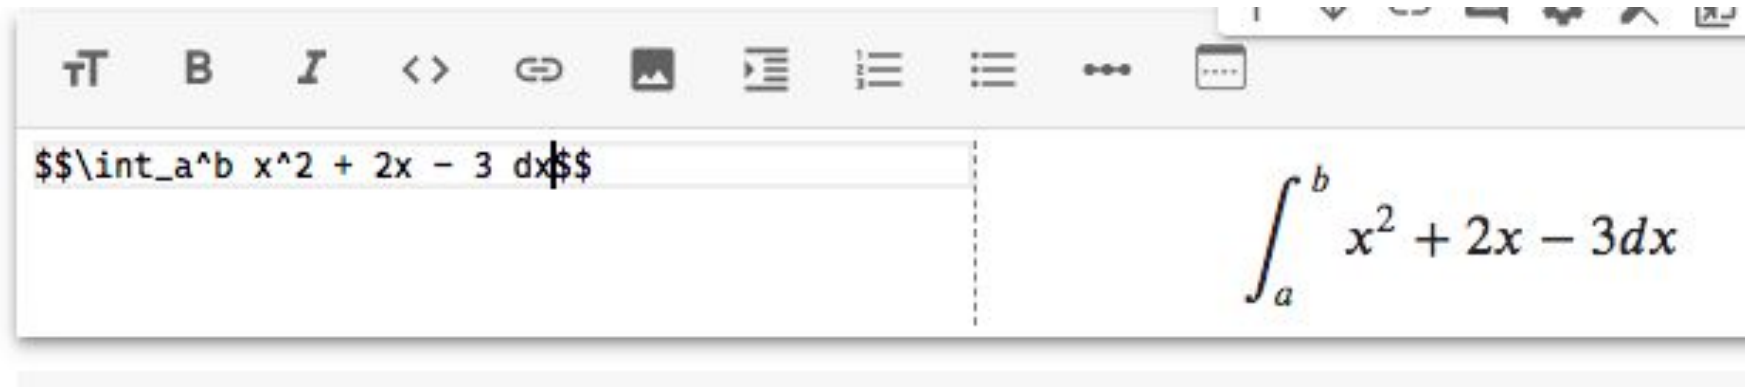 $$\int_a^b x^2 + 2x - 3 dx$$
∫ₐᵇ x² + 2x − 3dx